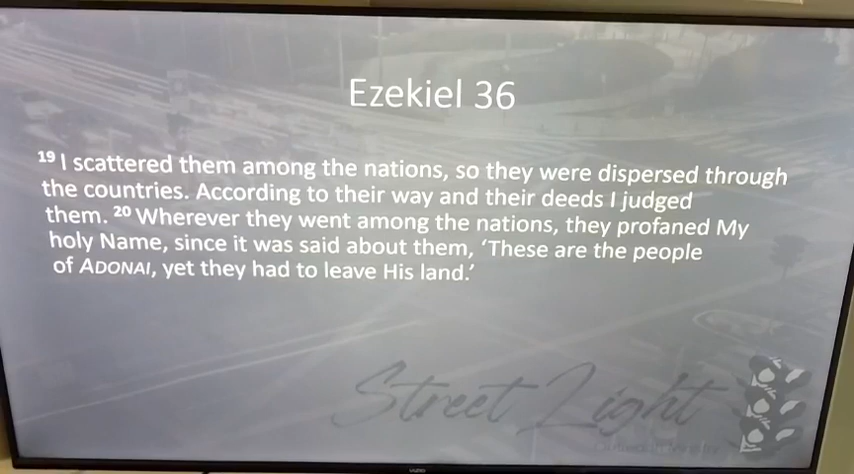 Ezekiel 36
19 I scattered them among the nations, so they were dispersed through
the countries. According to their way and their deeds I judged
them. 20 Wherever they went among the nations, they profaned My
holy Name, since it was said about them, ‘These are the people
of ADONAI, yet they had to leave His land.’
Street Light
VIZIO